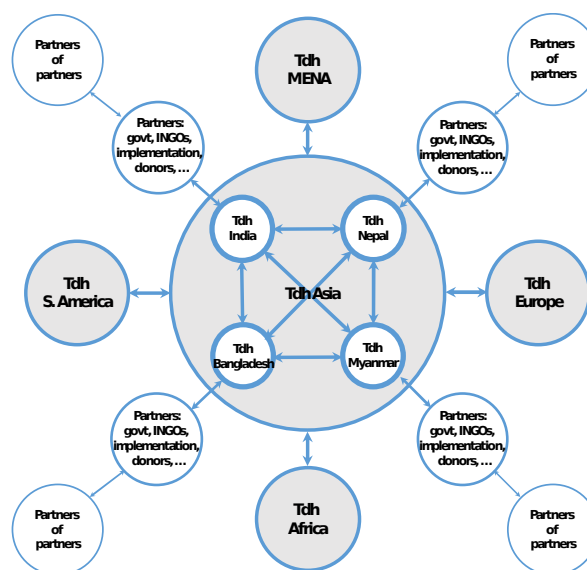 Partners
of
partners
Tdh
MENA
Partners
of
partners
Partners:
govt, INGOs,
implementation,
donors, ...
Partners:
govt, INGOs,
implementation,
donors, ...
Tdh
India
Tdh
Nepal
Tdh
S. America
Tdh Asia
Tdh
Europe
Tdh
Bangladesh
Tdh
Myanmar
Partners:
govt, INGOs,
implementation,
donors, ...
Partners:
govt, INGOs,
implementation,
donors, ...
Partners
of
partners
Tdh
Africa
Partners
of
partners